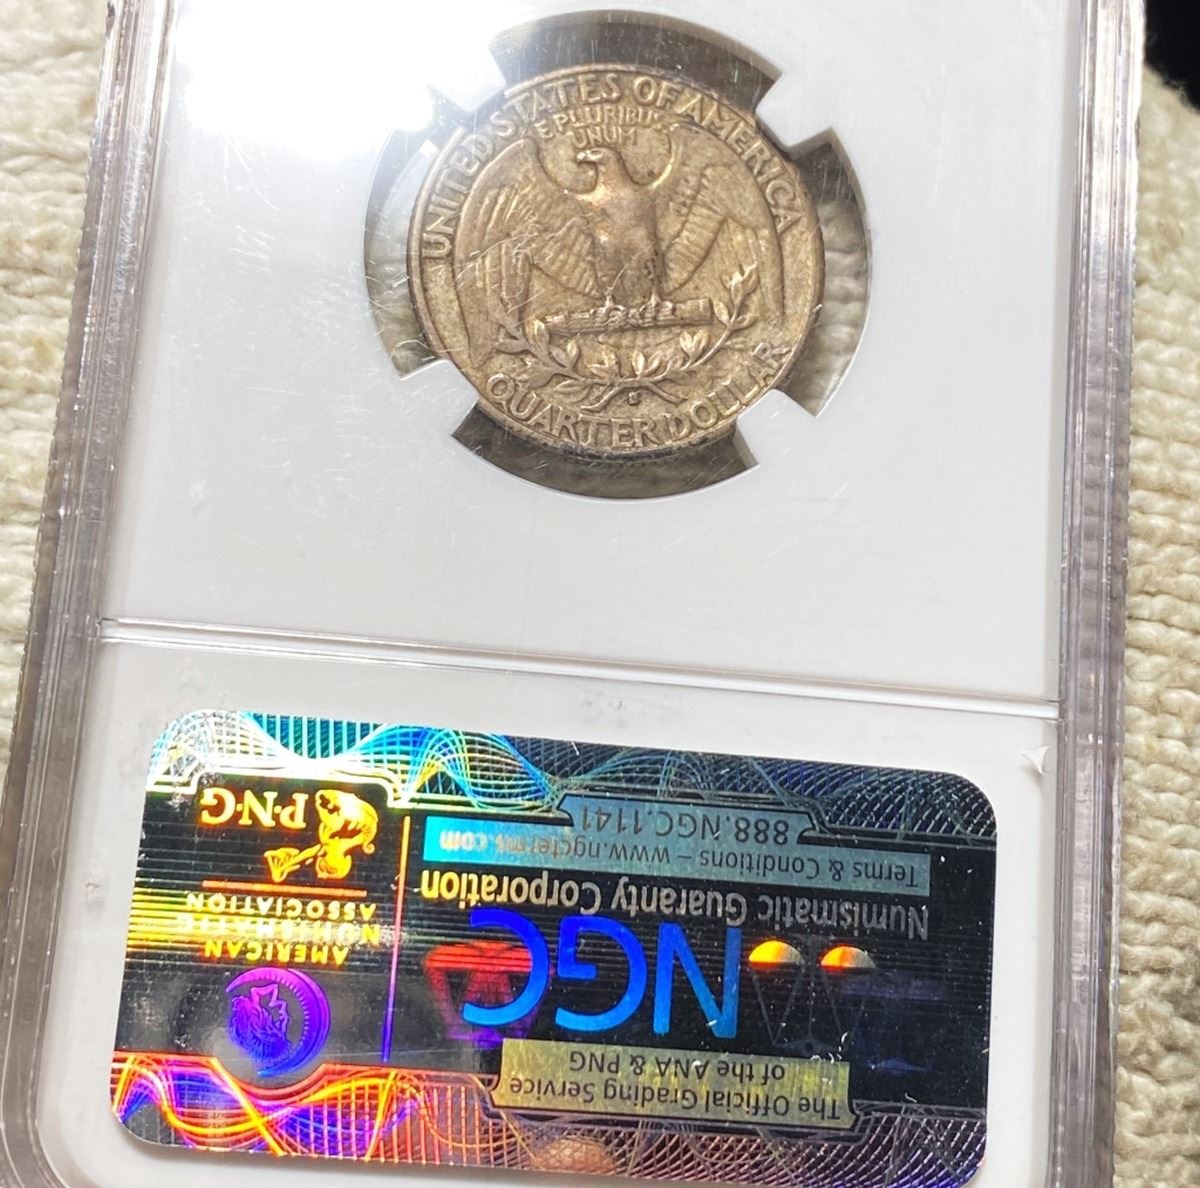 UNITED STATES OF AMERICA
E PLURIBUS
UNUM
QUARTER DOLLAR
The Official Grading Service
of the ANA & PNG
NGC
Numismatic Guaranty Corporation
Terms & Conditions – www.ngcterms.com
888.NGC.1141
AMERICAN
NUMISMATIC
ASSOCIATION
P·N·G